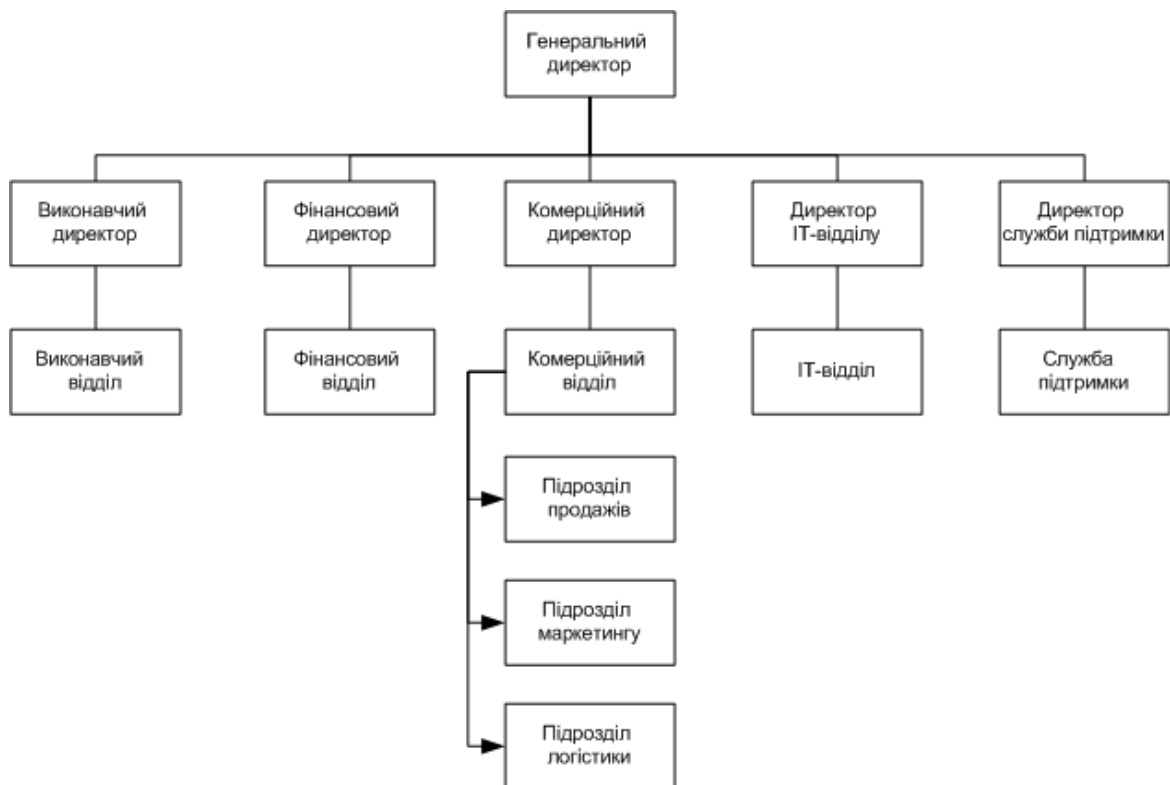 Генеральний
директор
Виконавчий
директор
Фінансовий
директор
Комерційний
директор
Директор
ІТ-відділу
Директор
служби підтримки
Виконавчий
відділ
Фінансовий
відділ
Комерційний
відділ
ІТ-відділ
Служба
підтримки
Підрозділ
продажів
Підрозділ
маркетингу
Підрозділ
логістики